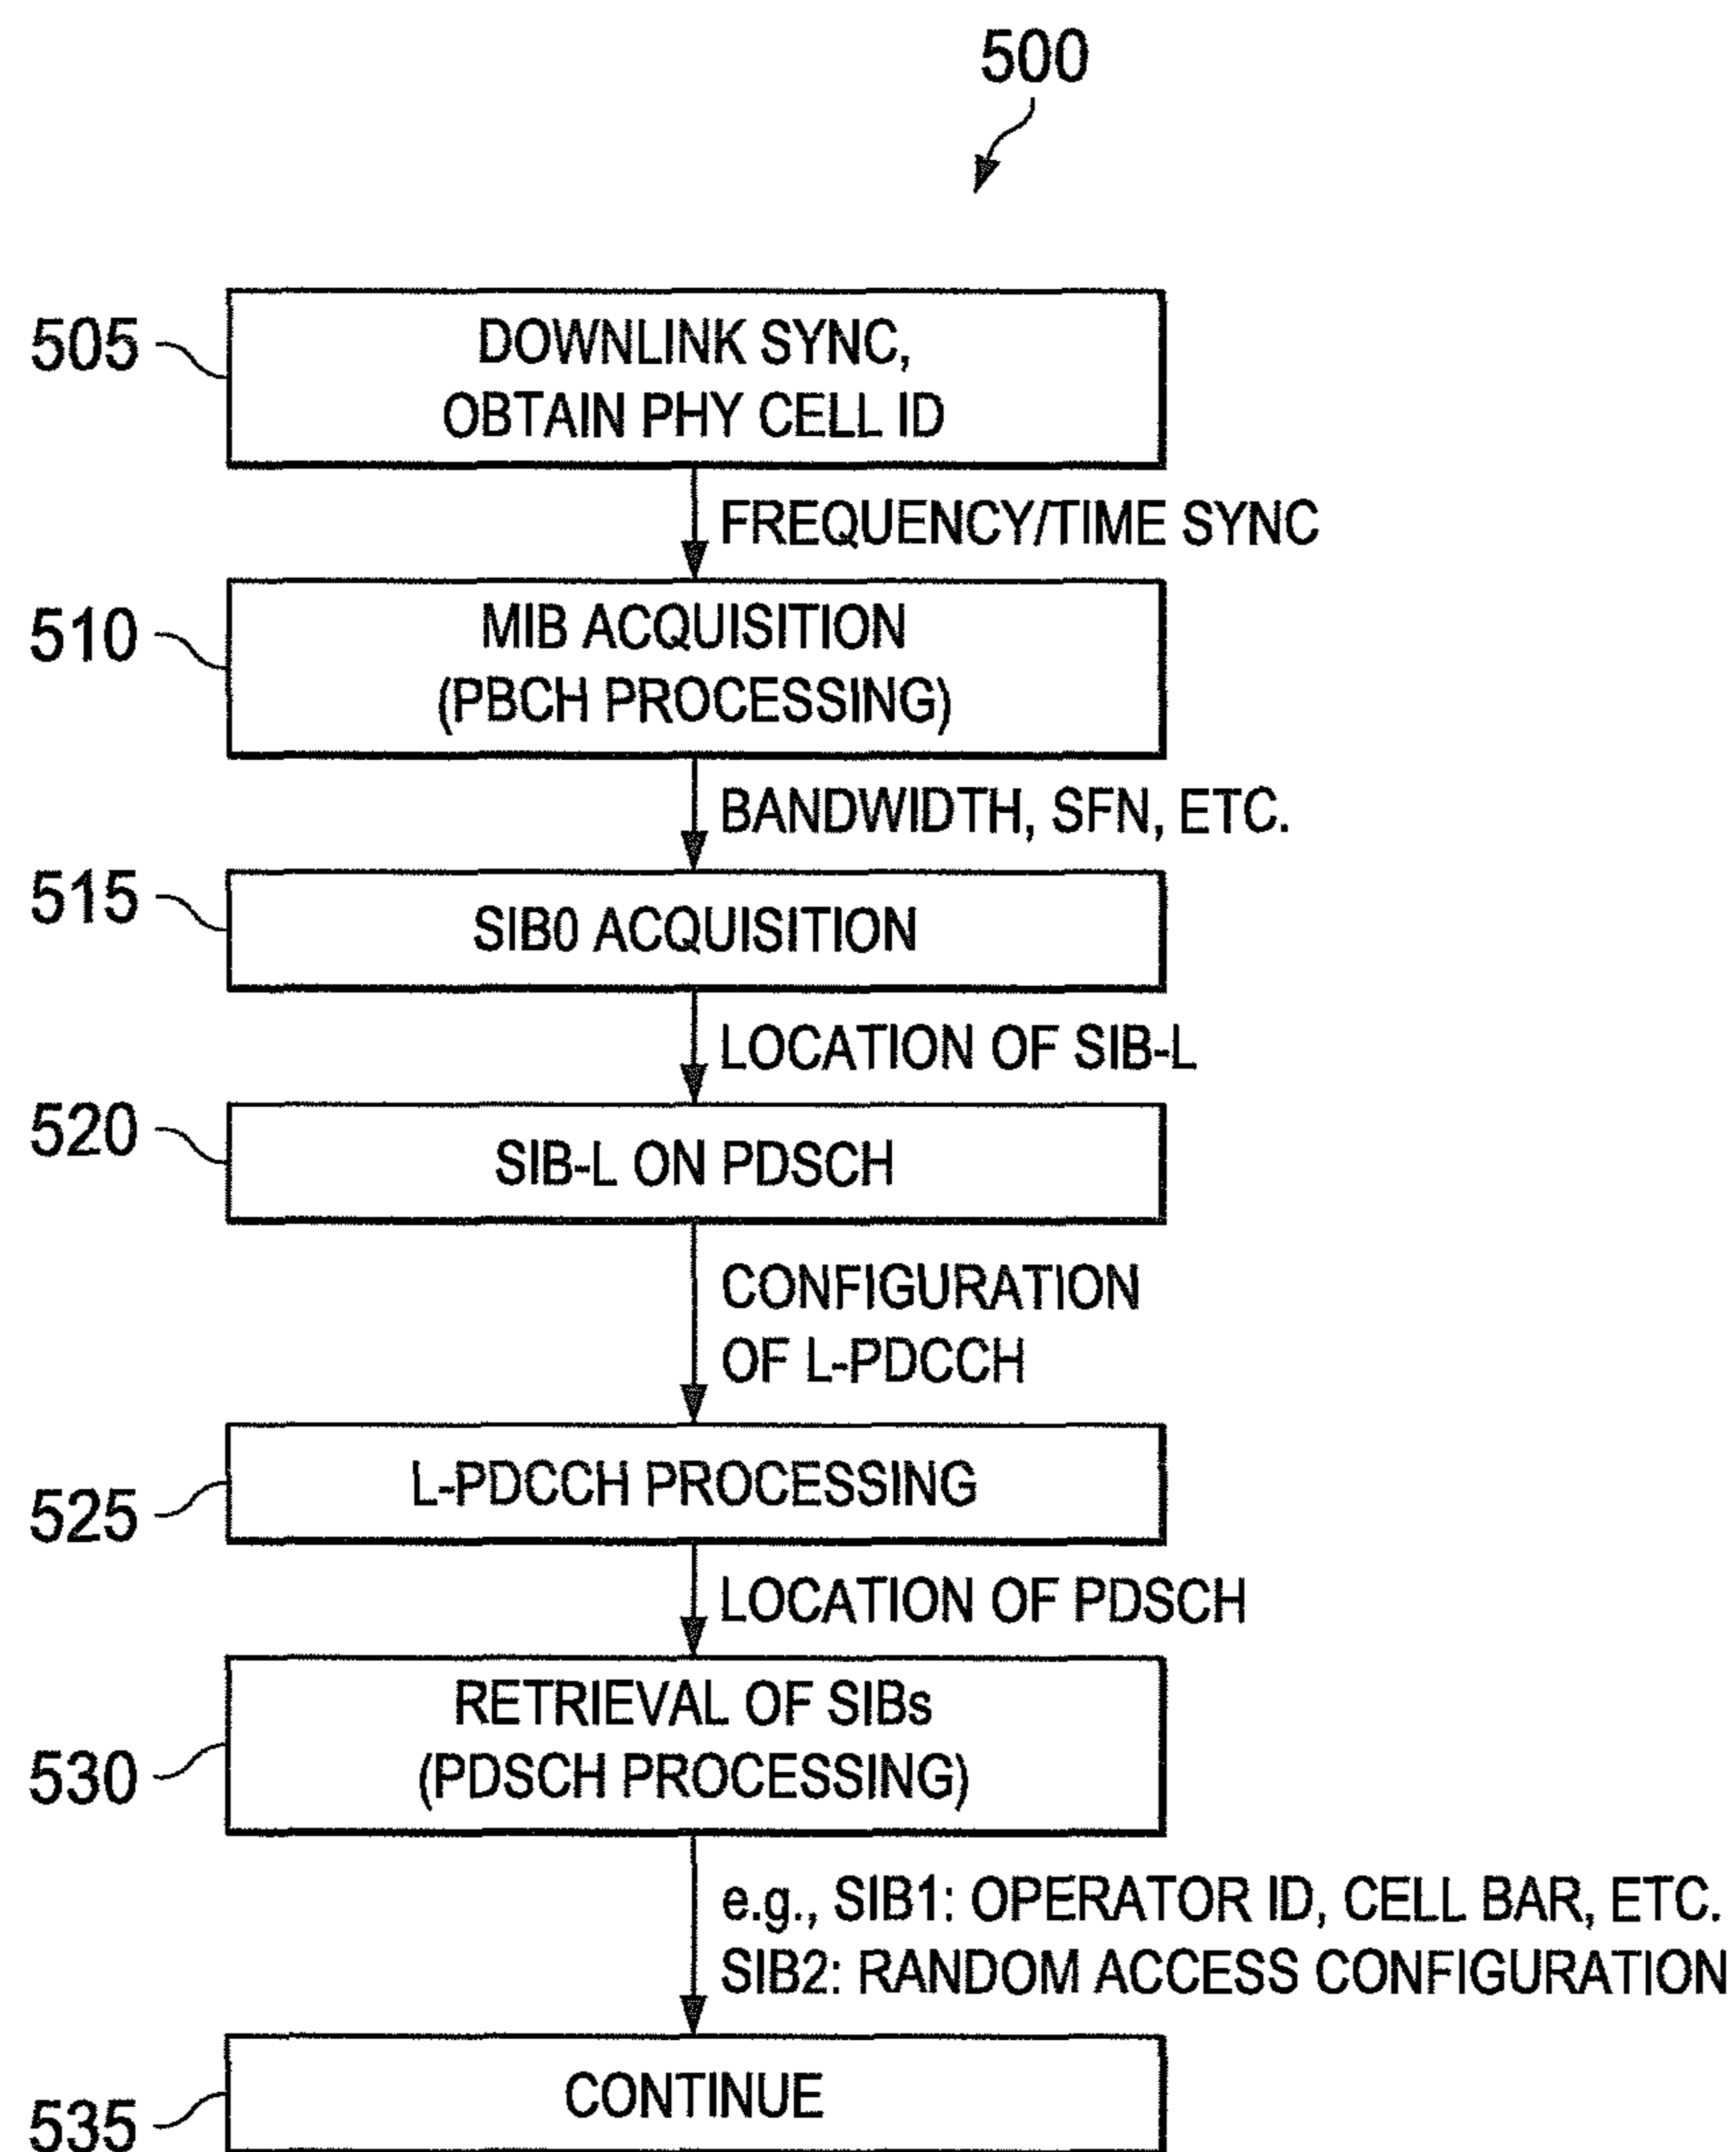 500
505
DOWNLINK SYNC,
OBTAIN PHY CELL ID
FREQUENCY/TIME SYNC
510
MIB ACQUISITION
(PBCH PROCESSING)
BANDWIDTH, SFN, ETC.
515
SIB0 ACQUISITION
LOCATION OF SIB-L
520
SIB-L ON PDSCH
CONFIGURATION
OF L-PDCCH
525
L-PDCCH PROCESSING
LOCATION OF PDSCH
530
RETRIEVAL OF SIBs
(PDSCH PROCESSING)
e.g., SIB1: OPERATOR ID, CELL BAR, ETC.
SIB2: RANDOM ACCESS CONFIGURATION
535
CONTINUE